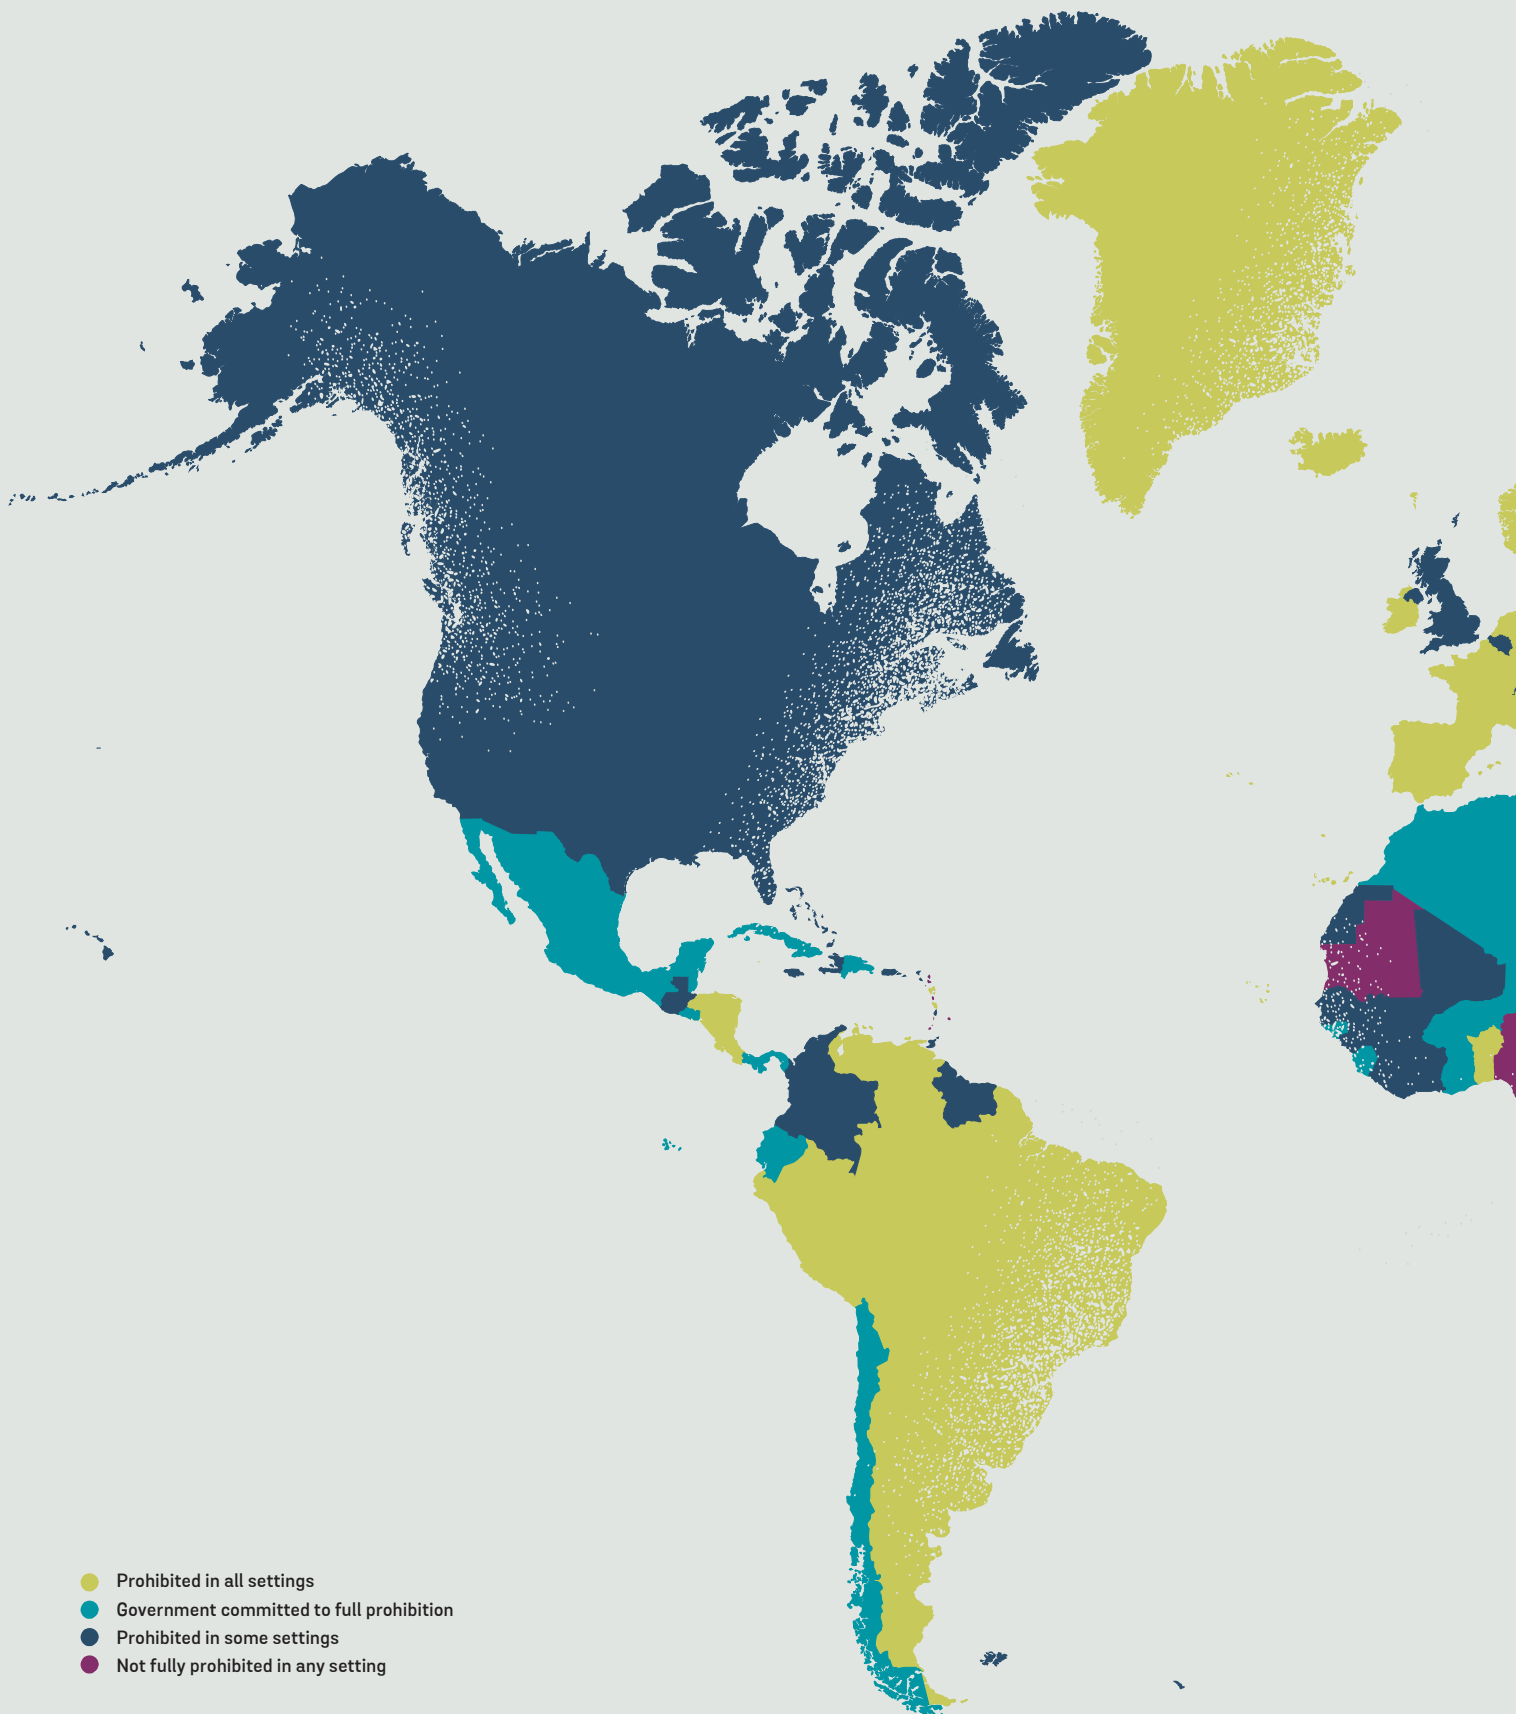 Prohibited in all settings
Government committed to full prohibition
Prohibited in some settings
Not fully prohibited in any setting